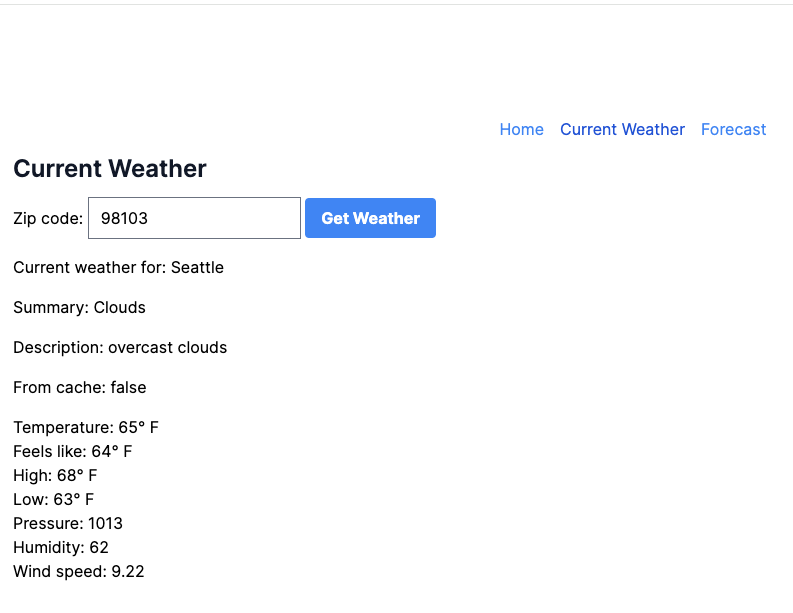 Home Current Weather Forecast
Current Weather
Zip code: 98103 Get Weather
Current weather for: Seattle
Summary: Clouds
Description: overcast clouds
From cache: false
Temperature: 65° F
Feels like: 64° F
High: 68° F
Low: 63° F
Pressure: 1013
Humidity: 62
Wind speed: 9.22